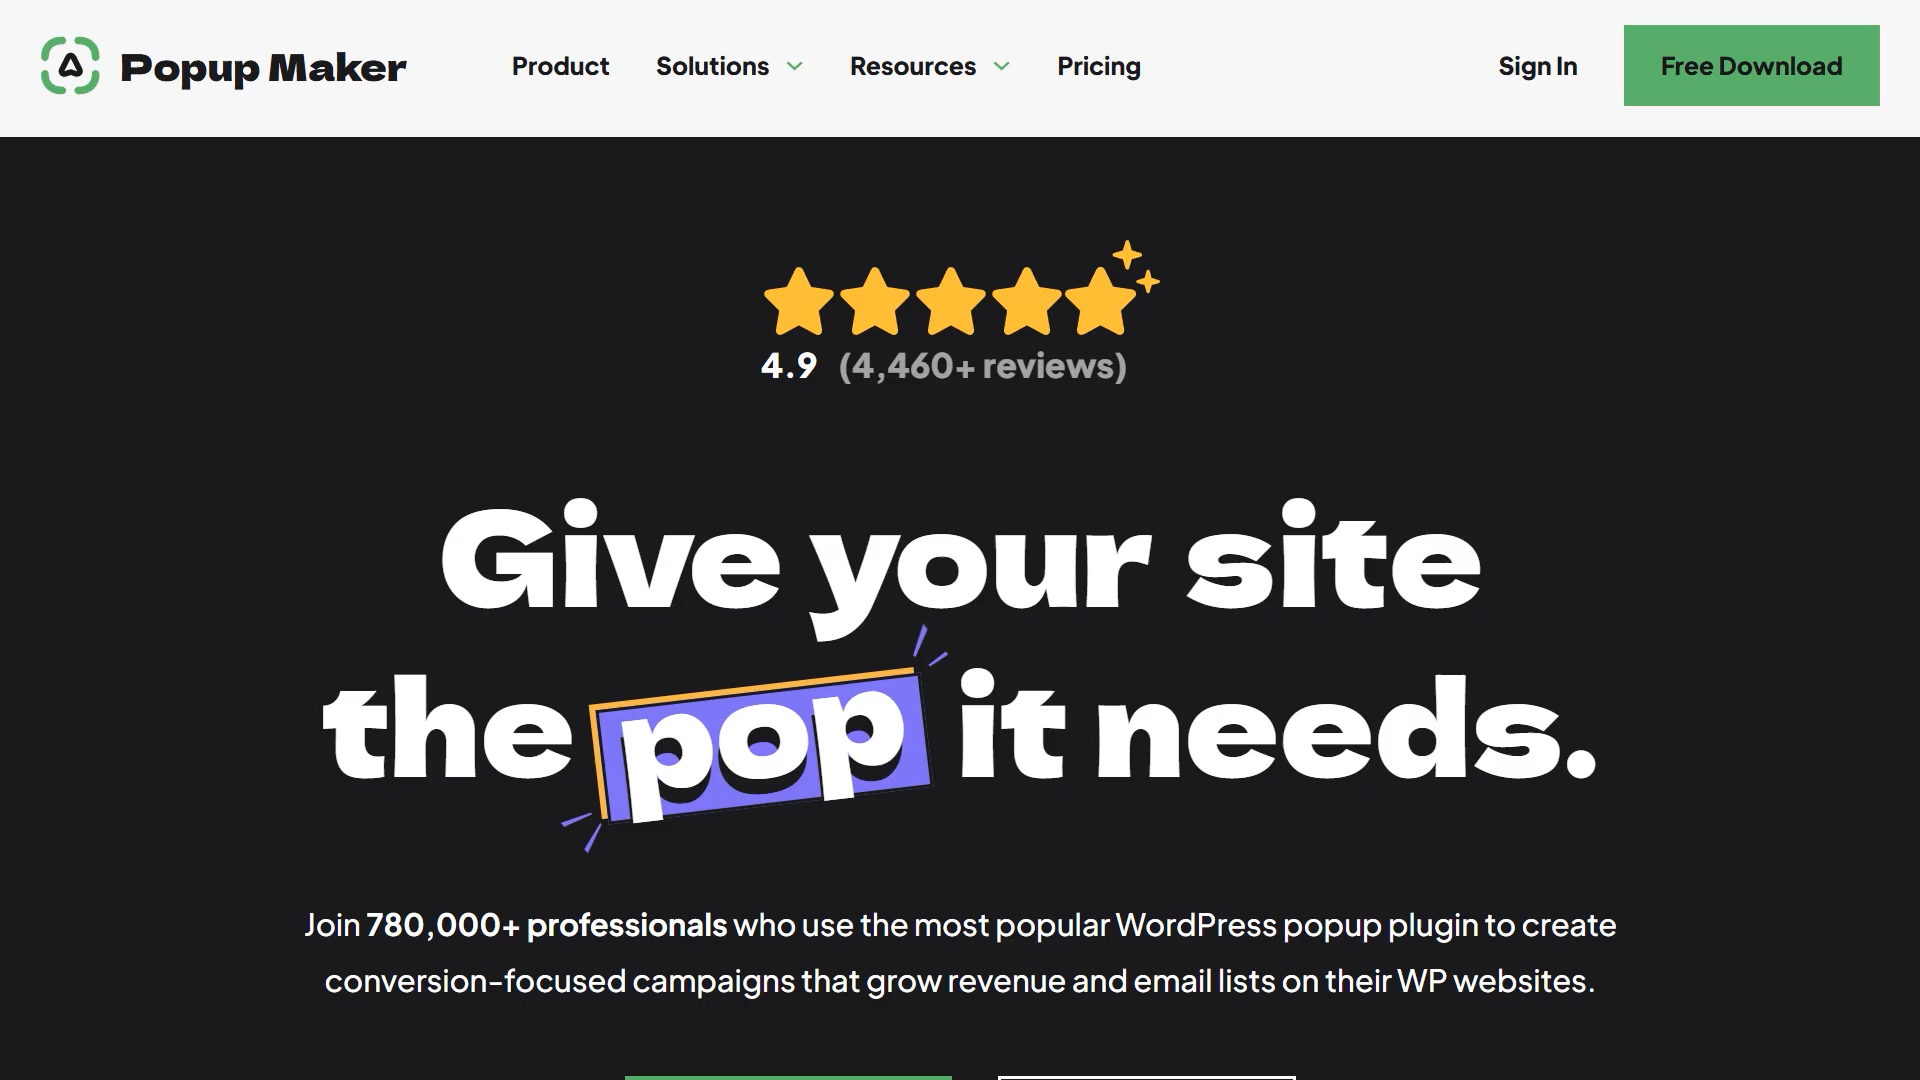 Popup Maker
Product
Solutions
Resources
Pricing
Sign In
Free Download
4.9 (4,460+ reviews)
Give your site
the pop it needs.
Join 780,000+ professionals who use the most popular WordPress popup plugin to create
conversion-focused campaigns that grow revenue and email lists on their WP websites.